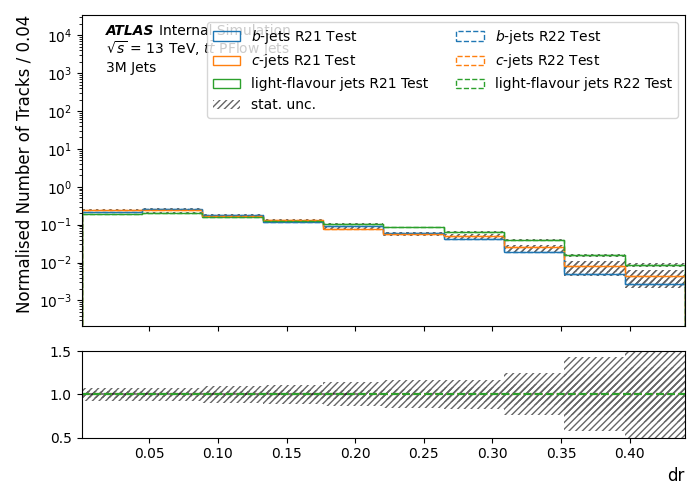 ATLAS Internal Simulation
√s = 13 TeV, tt PFlow Jets
3M Jets
b-jets R21 Test
c-jets R21 Test
light-flavour jets R21 Test
stat. unc.
b-jets R22 Test
c-jets R22 Test
light-flavour jets R22 Test
Normalised Number of Tracks / 0.04
10⁴
10³
10²
10¹
10⁰
10⁻¹
10⁻²
10⁻³
1.5
1.0
0.5
0.05 0.10 0.15 0.20 0.25 0.30 0.35 0.40
dr